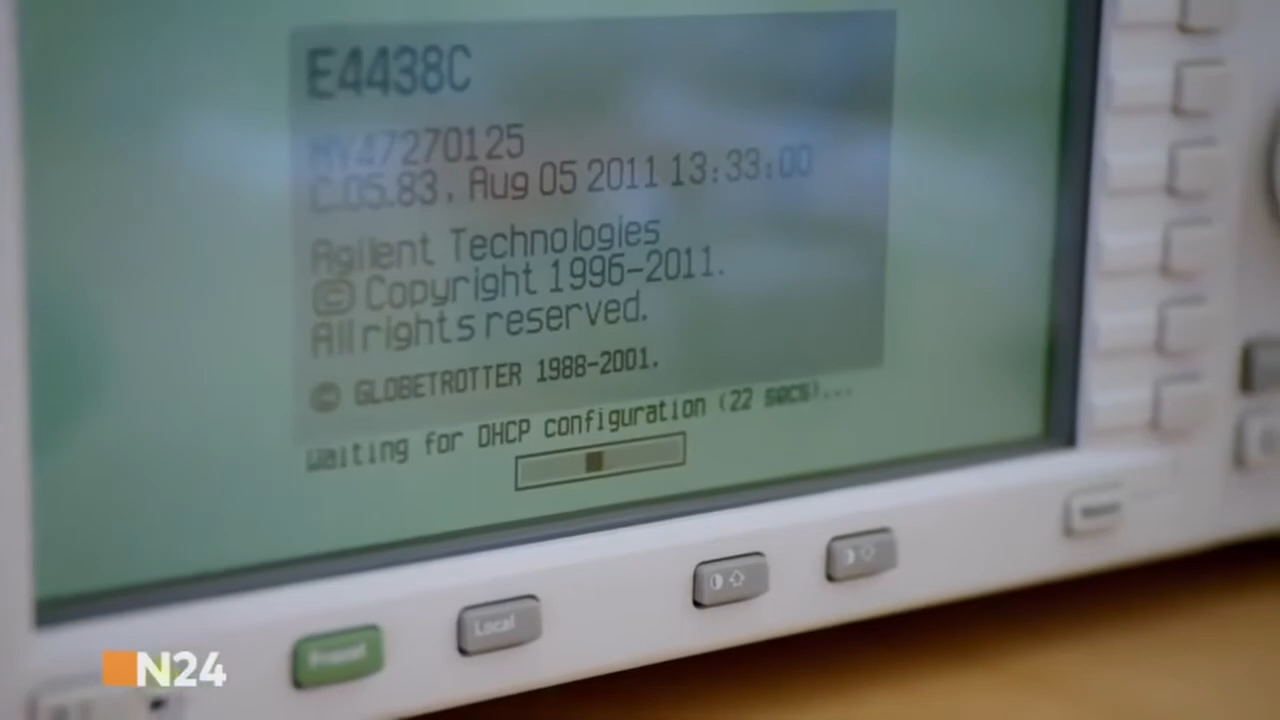 E4438C
MY47270125
C.05.83, Aug 05 2011 13:33:00
Agilent Technologies
© Copyright 1996-2011.
All rights reserved.
© GLOBETROTTER 1988-2001.
Waiting for DHCP configuration (22 secs)...
Local
Preset
N24